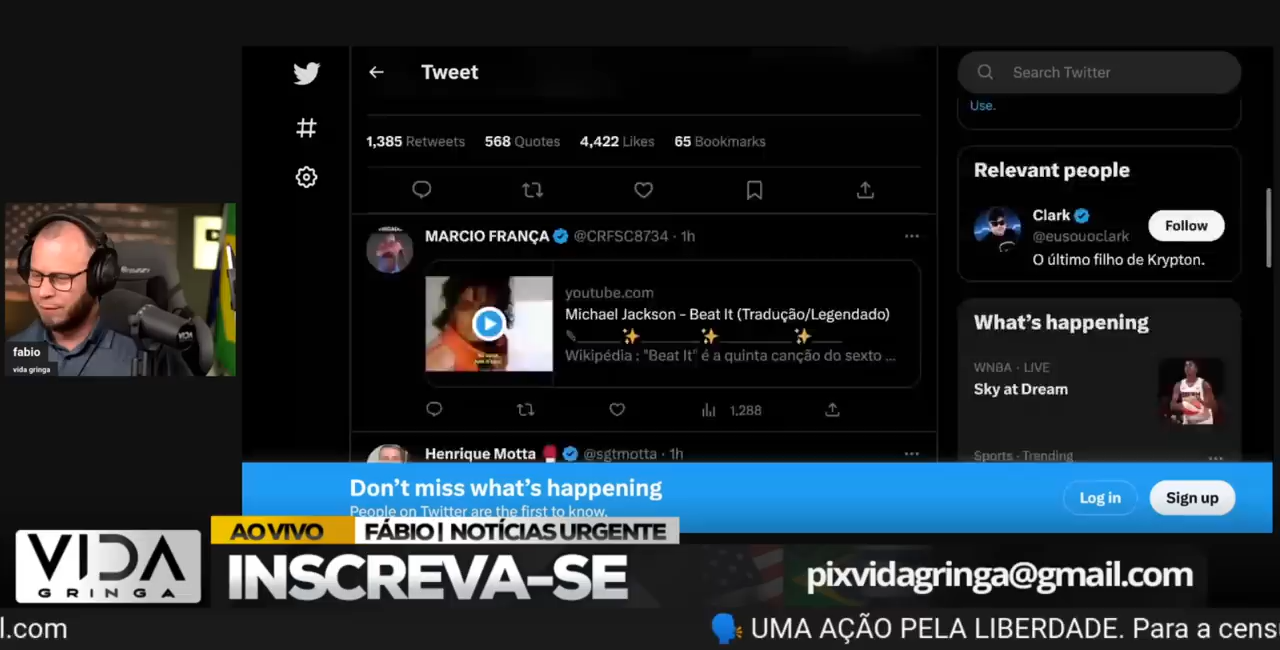 Tweet
Search Twitter
Use.
1,385 Retweets 568 Quotes 4,422 Likes 65 Bookmarks
Relevant people
Clark
@eusouoclark
Follow
O último filho de Krypton.
MARCIO FRANÇA @CRFSC8734 · 1h
youtube.com
Michael Jackson - Beat It (Tradução/Legendado)
Wikipédia : "Beat It" é a quinta canção do sexto ...
1,288
What's happening
WNBA · LIVE
Sky at Dream
Sports · Trending
Henrique Motta @sgtmotta · 1h
fabio
vida gringa
Don't miss what's happening
People on Twitter are the first to know.
Log in
Sign up
AO VIVO FÁBIO | NOTÍCIAS URGENTE
VIDA
GRINGA
INSCREVA-SE
pixvidagringa@gmail.com
l.com
🗣 UMA AÇÃO PELA LIBERDADE. Para a cens